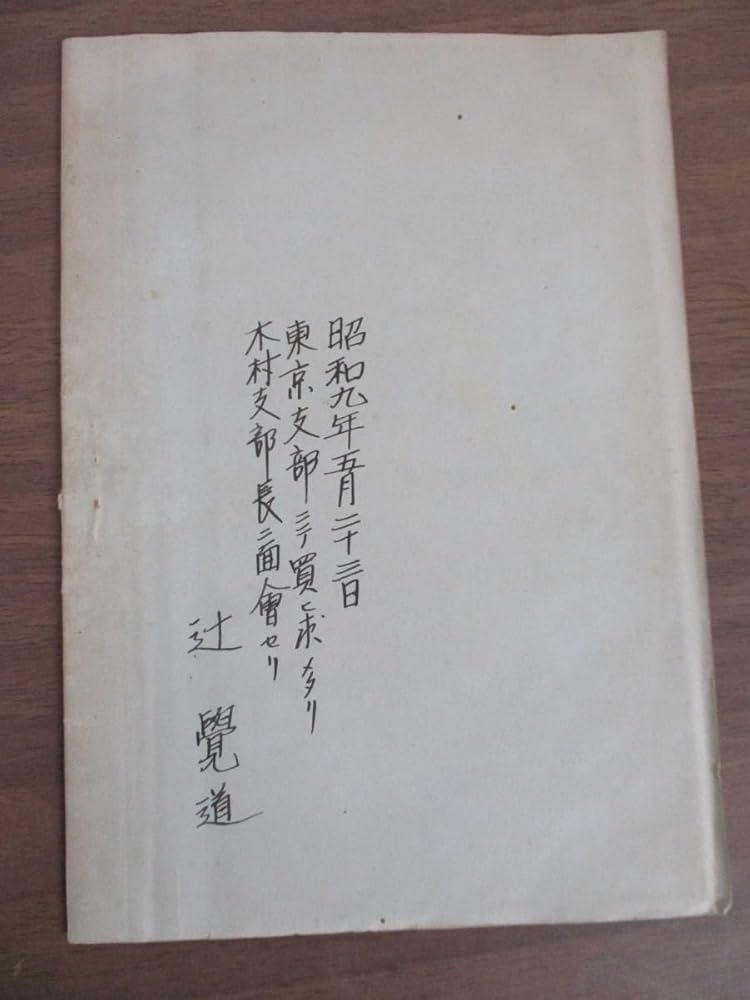 昭和九年五月二十三日
東京支部ニテ買ヒ求メタリ
木村支部長ニ面會セリ
辻覺道